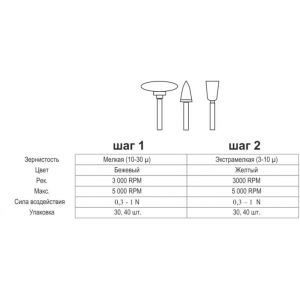 шаг 1 шаг 2
Зернистость Мелкая (10-30 μ) Экстрамелкая (3-10 μ)
Цвет Бежевый Желтый
Рек. 3 000 RPM 3000 RPM
Макс. 5 000 RPM 5 000 RPM
Сила воздействия 0,3 – 1 N 0,3 – 1 N
Упаковка 30, 40 шт. 30, 40 шт.